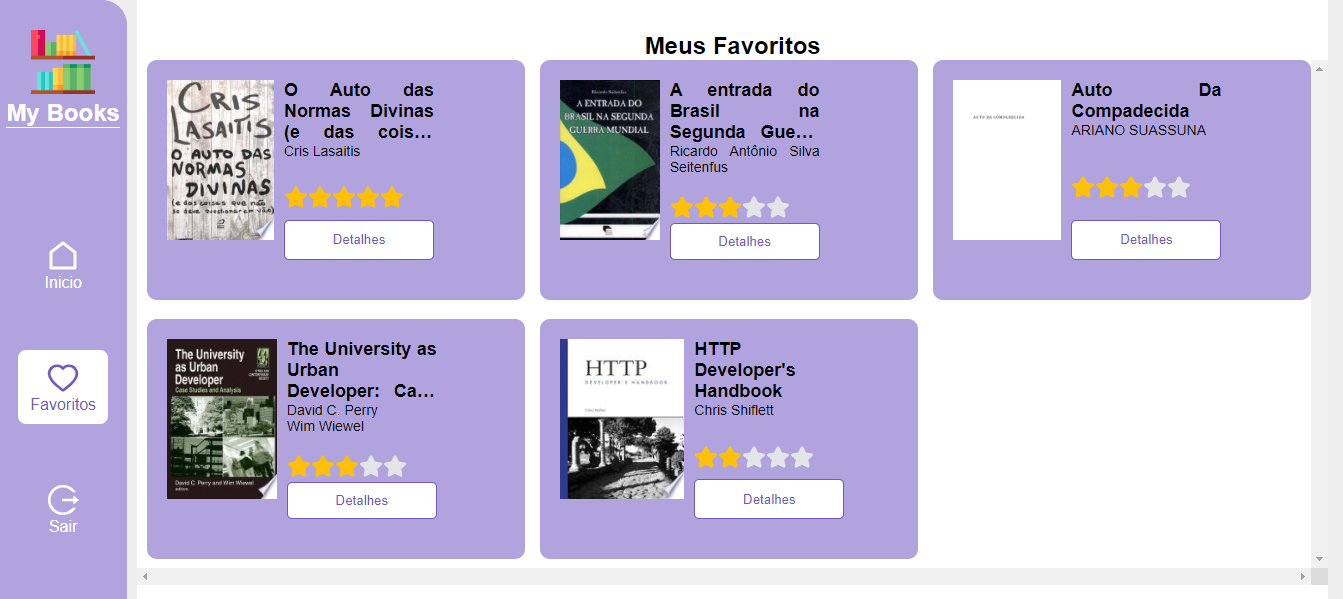 My Books
Inicio
Favoritos
Sair
Meus Favoritos
CRIS
LASAITIS
O AUTO DAS
NORMAS
DIVINAS
(e das coisas que não
se deve questionar em vão)
O Auto das
Normas Divinas
(e das cois...
Cris Lasaitis
Detalhes
Ricardo Seitenfus
A ENTRADA DO
BRASIL NA SEGUNDA
GUERRA MUNDIAL
A entrada do
Brasil na
Segunda Gue...
Ricardo Antônio Silva
Seitenfus
Detalhes
AUTO DA COMPADECIDA
Auto Da
Compadecida
ARIANO SUASSUNA
Detalhes
The University
as Urban
Developer
Case Studies and Analysis
David C. Perry and Wim Wiewel
editors
The University as
Urban
Developer: Ca...
David C. Perry
Wim Wiewel
Detalhes
HTTP
DEVELOPER'S HANDBOOK
Chris Shiflett
HTTP
Developer's
Handbook
Chris Shiflett
Detalhes